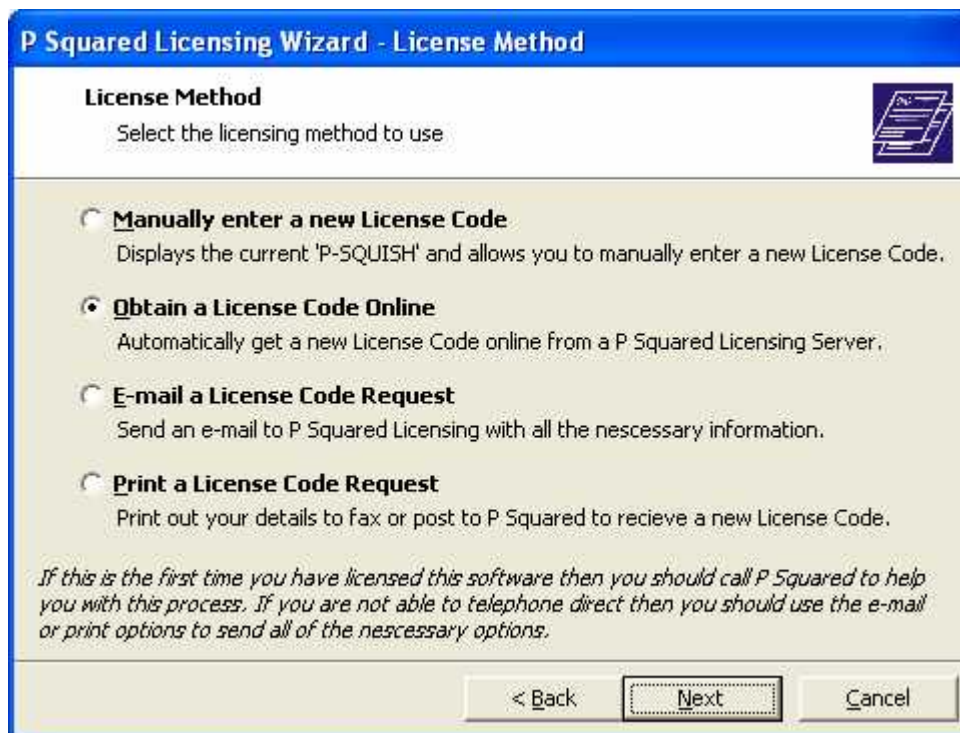 P Squared Licensing Wizard - License Method
License Method
Select the licensing method to use
Manually enter a new License Code
Displays the current 'P-SQUISH' and allows you to manually enter a new License Code.
Obtain a License Code Online
Automatically get a new License Code online from a P Squared Licensing Server.
E-mail a License Code Request
Send an e-mail to P Squared Licensing with all the nescessary information.
Print a License Code Request
Print out your details to fax or post to P Squared to recieve a new License Code.
If this is the first time you have licensed this software then you should call P Squared to help
you with this process. If you are not able to telephone direct then you should use the e-mail
or print options to send all of the nescessary options.
< Back Next Cancel